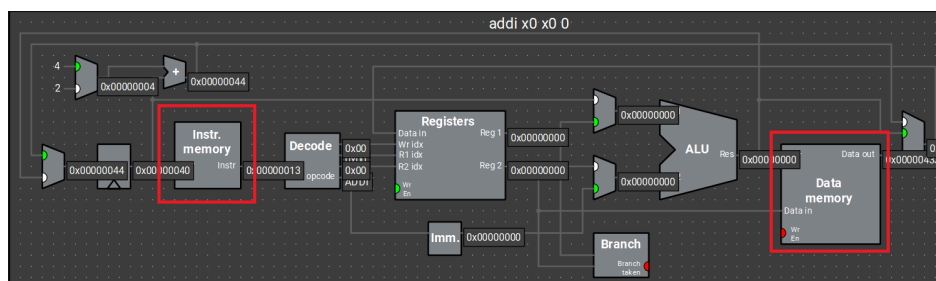 addi x0 x0 0
4
2
0x00000004
+
0x00000044
Instr.
memory
Instr
Decode
opcode
0x00
0x00
ADDI
Registers
Data in
Wr idx
R1 idx
R2 idx
Wr
En
Reg 1
Reg 2
0x00000044
0x00000040
0x00000013
0x00000000
0x00000000
0x00000000
0x00000000
ALU
Res
0x00000000
Data out
Data
memory
Data in
Wr
En
Imm.
0x00000000
Branch
Branch
taken